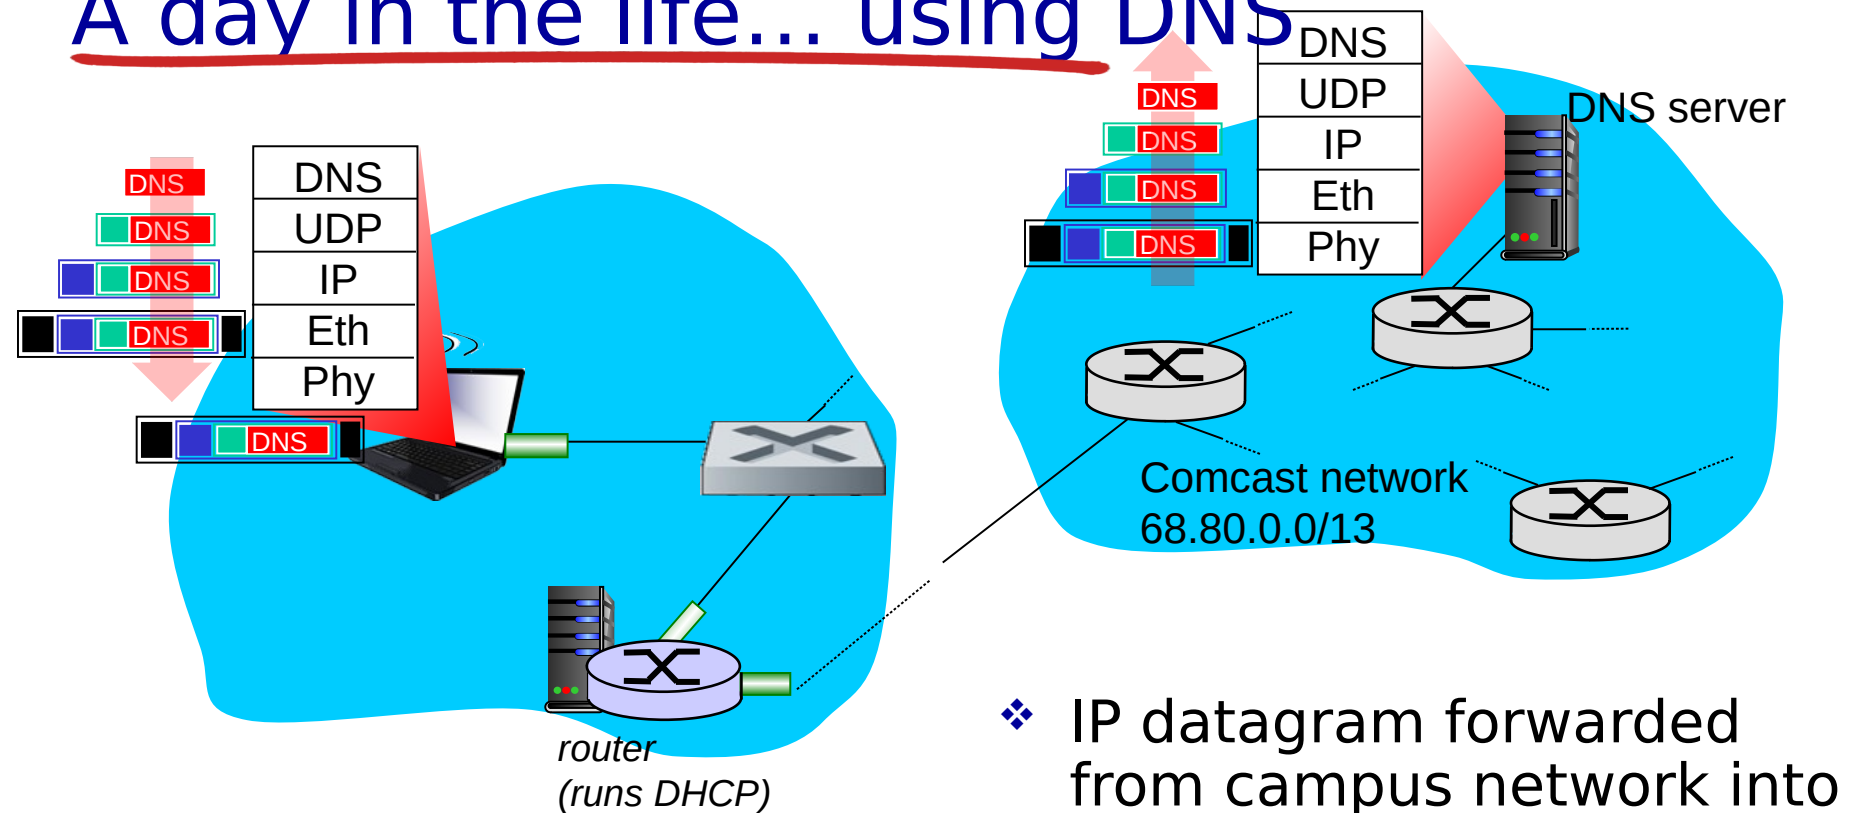 A day in the life… using DNS
DNS
UDP
IP
Eth
Phy
DNS
DNS
DNS
DNS
DNS server
DNS
UDP
IP
Eth
Phy
DNS
DNS
DNS
DNS
DNS
Comcast network
68.80.0.0/13
router
(runs DHCP)
IP datagram forwarded
from campus network into